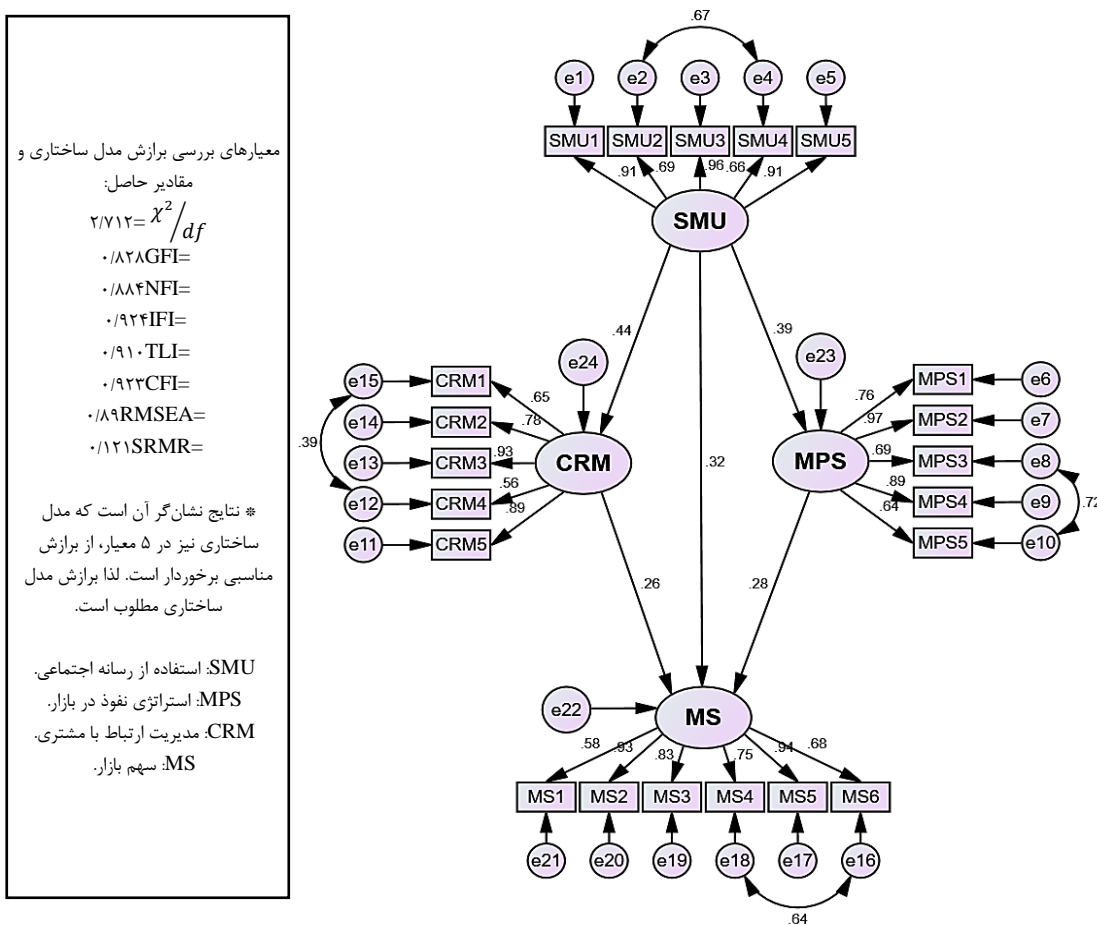 معیارهای بررسی برازش مدل ساختاری و
مقادیر حاصل:
۲/۷۱۲= χ²/df
۰/۸۲۸GFI=
۰/۸۸۴NFI=
۰/۹۲۴IFI=
۰/۹۱۰TLI=
۰/۹۲۳CFI=
۰/۸۹RMSEA=
۰/۱۲۱SRMR=
* نتایج نشان‌گر آن است که مدل
ساختاری نیز در ۵ معیار، از برازش
مناسبی برخوردار است. لذا برازش مدل
ساختاری مطلوب است.
SMU: استفاده از رسانه اجتماعی.
MPS: استراتژی نفوذ در بازار.
CRM: مدیریت ارتباط با مشتری.
MS: سهم بازار.
.67
e1 e2 e3 e4 e5
SMU1 SMU2 SMU3 SMU4 SMU5
.91 .69 .96 .66 .91
SMU
.44 .32 .39
e24 e23
e15 CRM1 .65
e14 CRM2 .78
e13 CRM3 .93
e12 CRM4 .56
e11 CRM5 .89
.39
CRM
MPS
.76 MPS1 e6
.97 MPS2 e7
.69 MPS3 e8
.89 MPS4 e9
.64 MPS5 e10
.72
.26 .28
e22 MS
.58 .93 .83 .75 .94 .68
MS1 MS2 MS3 MS4 MS5 MS6
e21 e20 e19 e18 e17 e16
.64